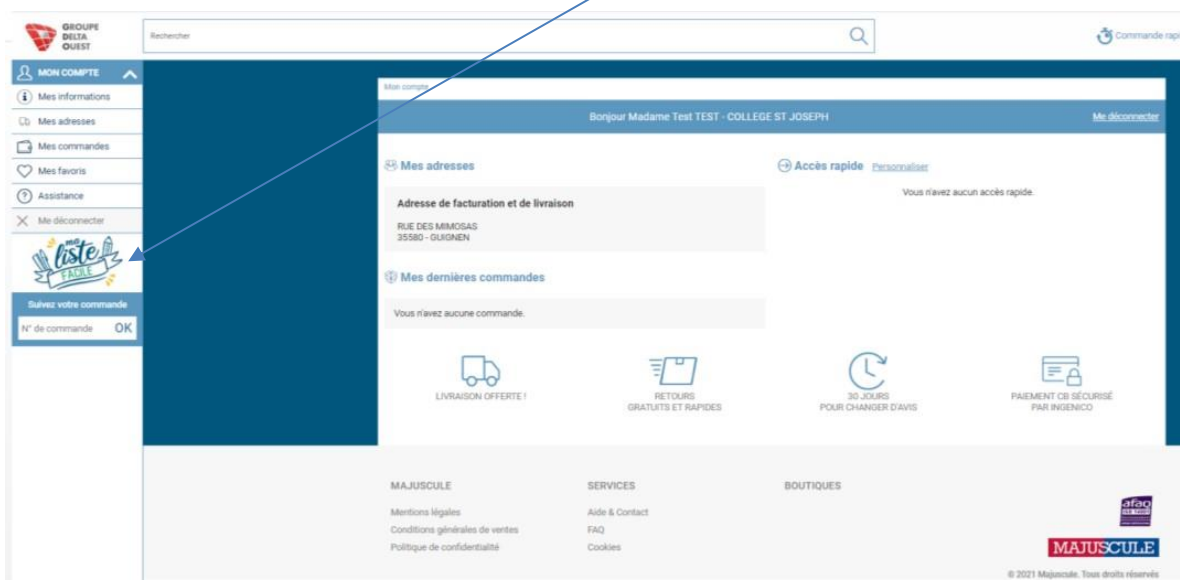 GROUPE
DELTA
OUEST
Rechercher
Commande rapi
MON COMPTE
Mes informations
Mes adresses
Mes commandes
Mes favoris
Assistance
Me déconnecter
ma
liste
FACILE
Suivez votre commande
N° de commande OK
Mon compte
Bonjour Madame Test TEST - COLLEGE ST JOSEPH
Me déconnecter
Mes adresses
Adresse de facturation et de livraison
RUE DES MIMOSAS
35580 - GUIGNEN
Mes dernières commandes
Vous n'avez aucune commande.
Accès rapide Personnaliser
Vous n'avez aucun accès rapide.
LIVRAISON OFFERTE !
RETOURS
GRATUITS ET RAPIDES
30 JOURS
POUR CHANGER D'AVIS
PAIEMENT CB SÉCURISÉ
PAR INGENICO
MAJUSCULE
Mentions légales
Conditions générales de ventes
Politique de confidentialité
SERVICES
Aide & Contact
FAQ
Cookies
BOUTIQUES
afaq
ISO 14001
MAJUSCULE
© 2021 Majuscule. Tous droits réservés